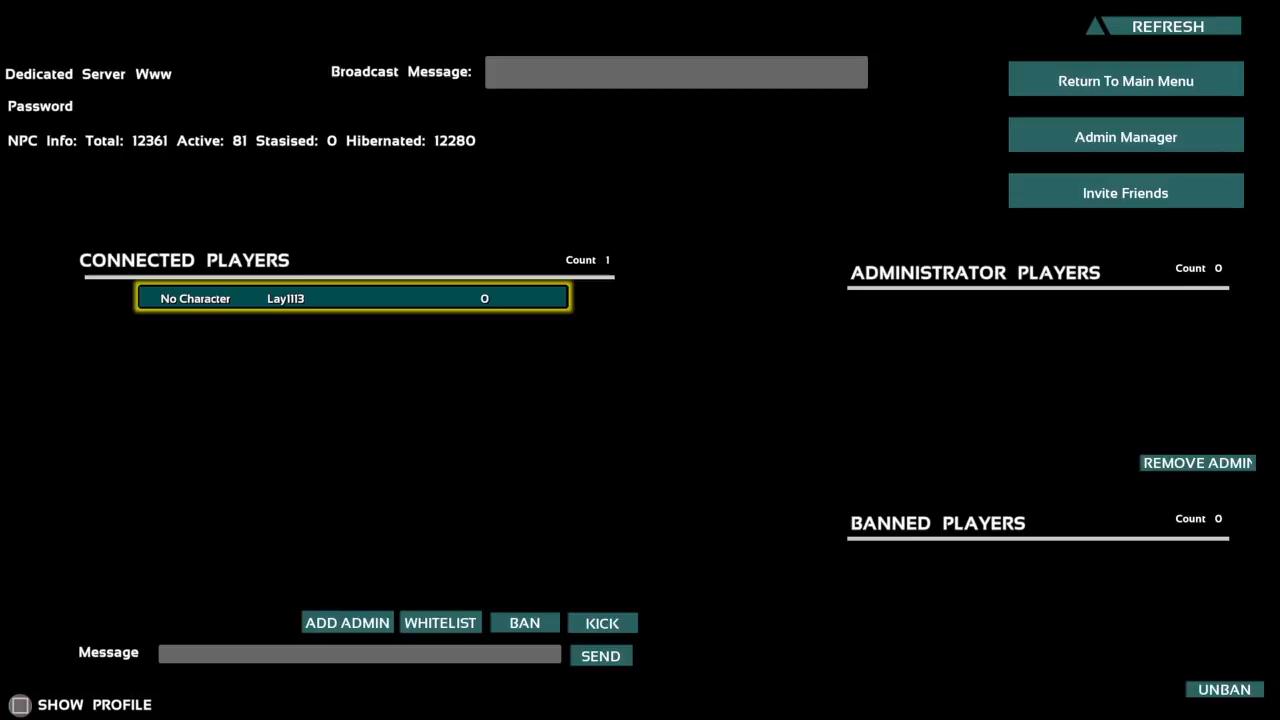 REFRESH
Dedicated Server Www
Broadcast Message:
Return To Main Menu
Password
Admin Manager
NPC Info: Total: 12361 Active: 81 Stasised: 0 Hibernated: 12280
Invite Friends
CONNECTED PLAYERS Count 1
ADMINISTRATOR PLAYERS Count 0
No Character Lay1113 0
REMOVE ADMIN
BANNED PLAYERS Count 0
ADD ADMIN WHITELIST BAN KICK
Message SEND
UNBAN
SHOW PROFILE